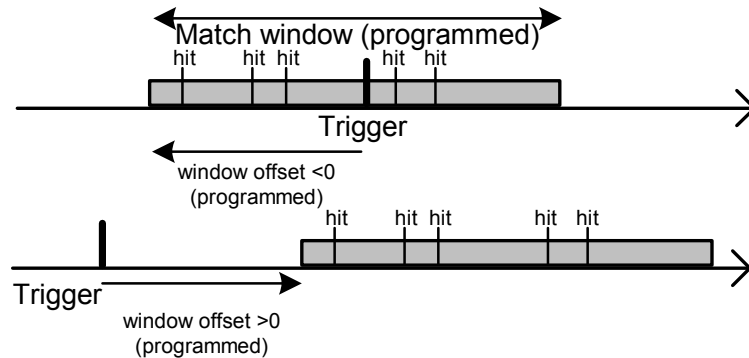 Match window (programmed)
hit hit hit hit hit
Trigger
window offset <0
(programmed)
hit hit hit hit hit
Trigger
window offset >0
(programmed)